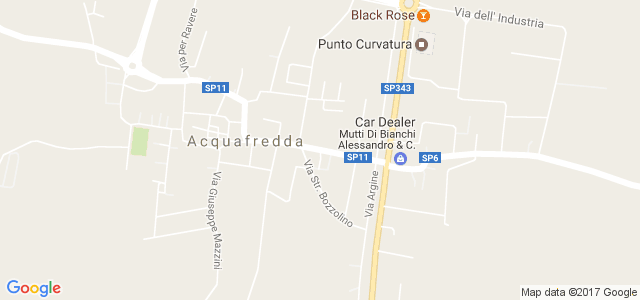 Black Rose
Via dell' Industria
Via per Ravere
Punto Curvatura
SP11
SP343
Car Dealer
Mutti Di Bianchi
Alessandro & C.
Acquafredda
SP11
SP6
Via Giuseppe Mazzini
Via Str. Bozzolino
Via Argine
Google
Map data ©2017 Google